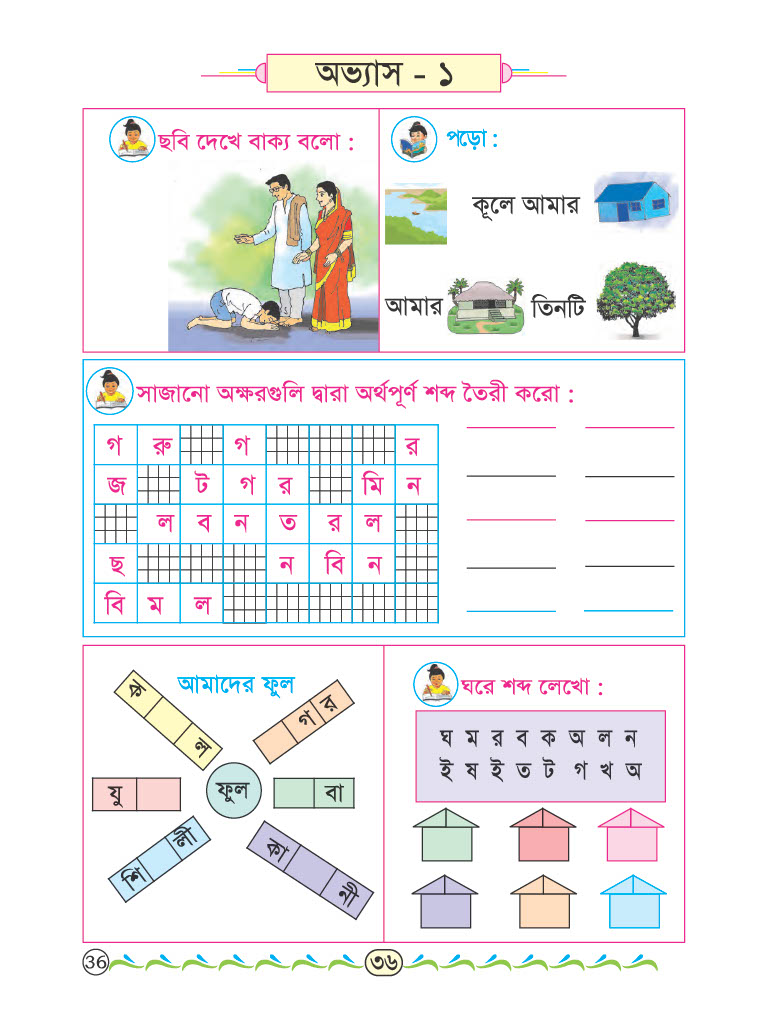 অভ্যাস - ১
ছবি দেখে বাক্য বলো :
পড়ো :
কূলে আমার
আমার তিনটি
সাজানো অক্ষরগুলি দ্বারা অর্থপূর্ণ শব্দ তৈরী করো :
গ রু গ র
জ ট গ র মি ন
ল ব ন ত র ল
ছ ন বি ন
বি ম ল
আমাদের ফুল
ক ল
গ র
যু
ফুল
বা
শি লী
কা নী
ঘরে শব্দ লেখো :
ঘ ম র ব ক অ ল ন
ই ষ ই ত ট গ খ অ
36
৩৬